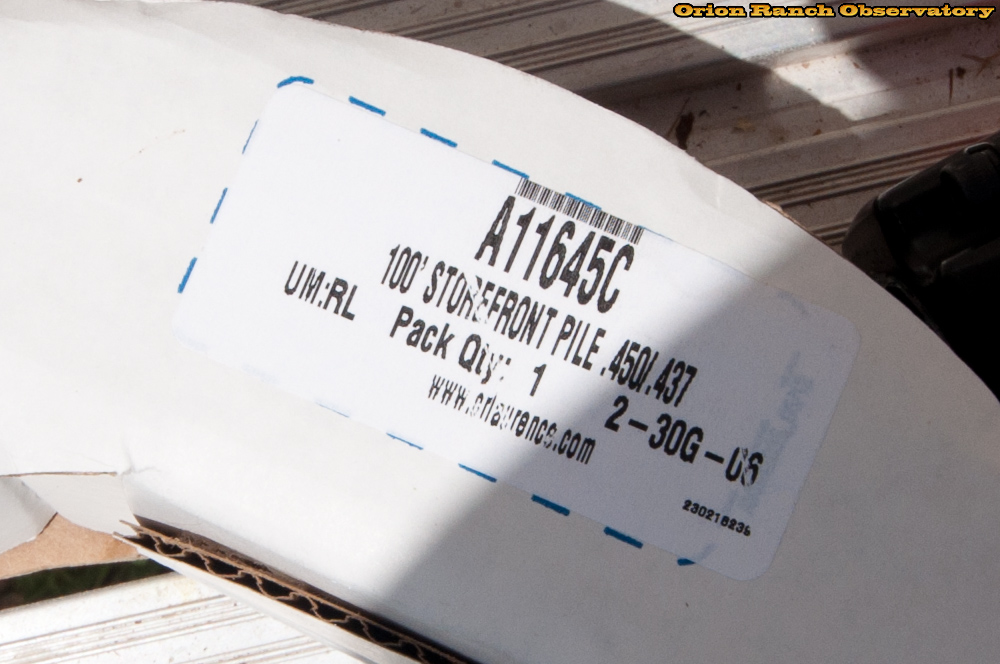 Orion Ranch Observatory
A11645C
100' STOREFRONT PILE .450/.437
UM:RL
Pack Qty: 1
2-30G-06
www.crlaurence.com
230218236